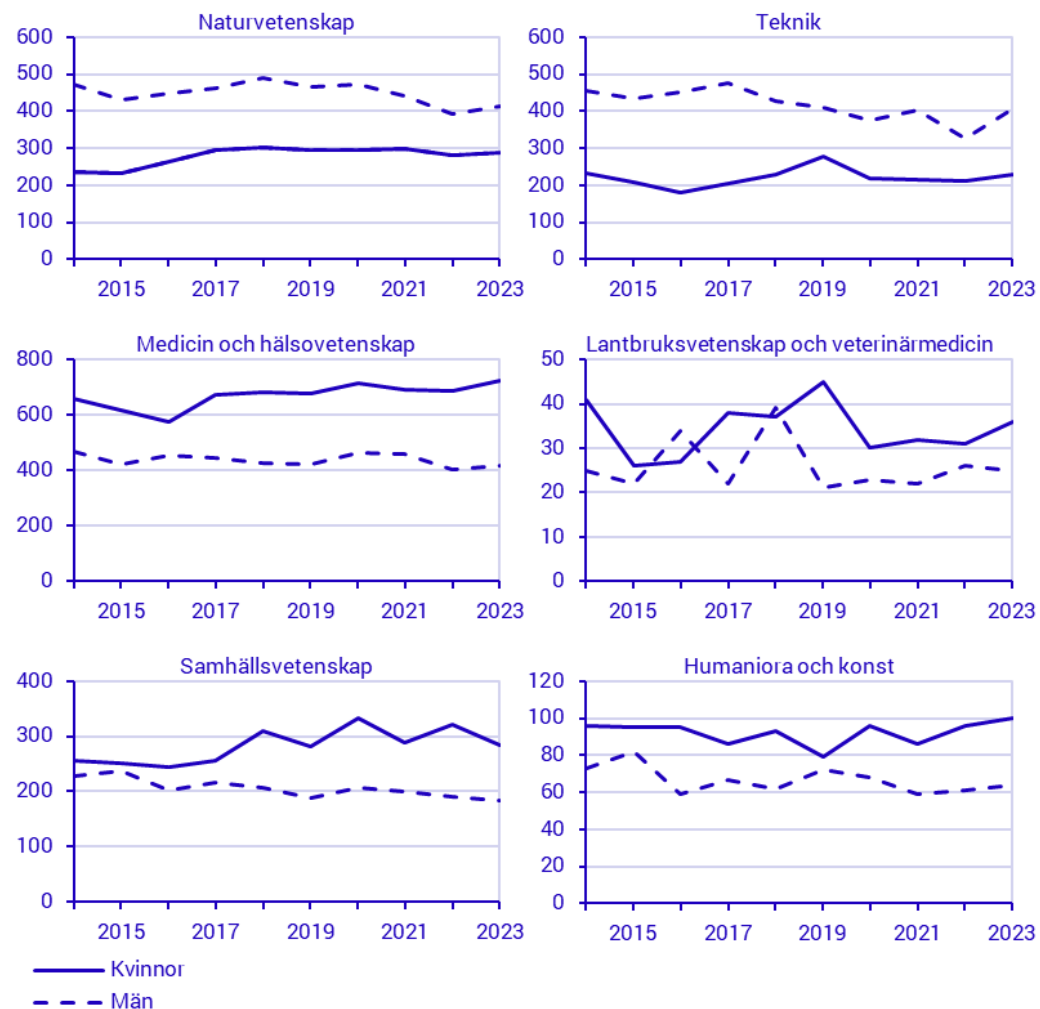 Naturvetenskap
600
500
400
300
200
100
0
2015 2017 2019 2021 2023
Teknik
600
500
400
300
200
100
0
2015 2017 2019 2021 2023
Medicin och hälsovetenskap
800
600
400
200
0
2015 2017 2019 2021 2023
Lantbruksvetenskap och veterinärmedicin
50
40
30
20
10
0
2015 2017 2019 2021 2023
Samhällsvetenskap
400
300
200
100
0
2015 2017 2019 2021 2023
Humaniora och konst
120
100
80
60
40
20
0
2015 2017 2019 2021 2023
Kvinnor
Män